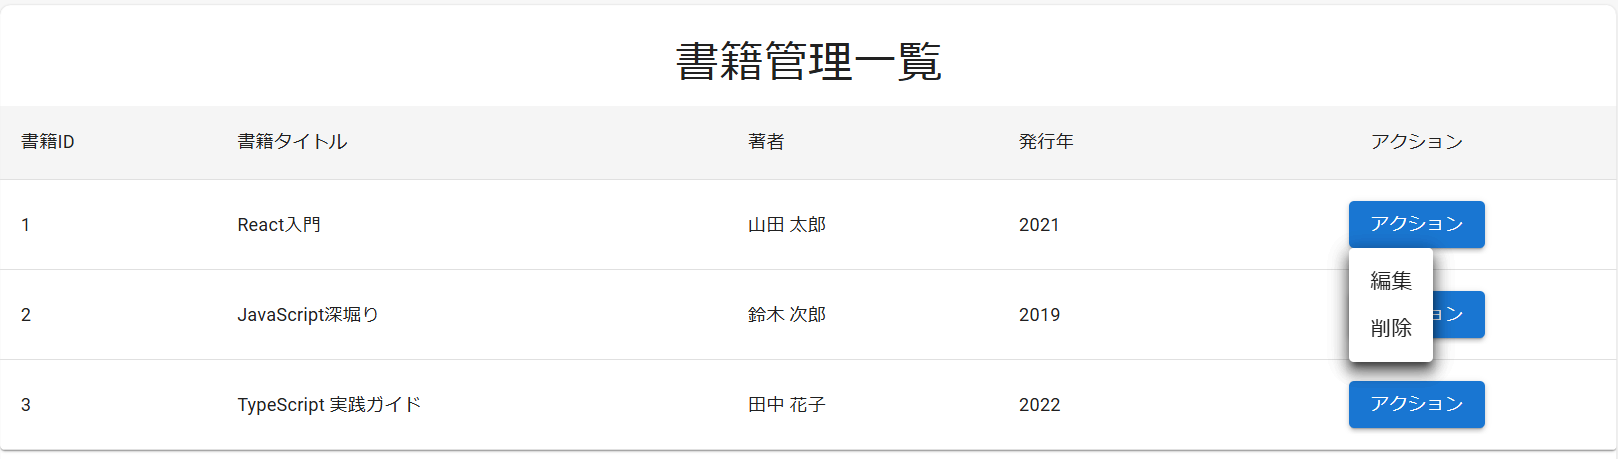 書籍管理一覧
書籍ID 書籍タイトル 著者 発行年 アクション
1 React入門 山田 太郎 2021 アクション
編集
2 JavaScript深堀り 鈴木 次郎 2019 ョン
削除
3 TypeScript 実践ガイド 田中 花子 2022 アクション